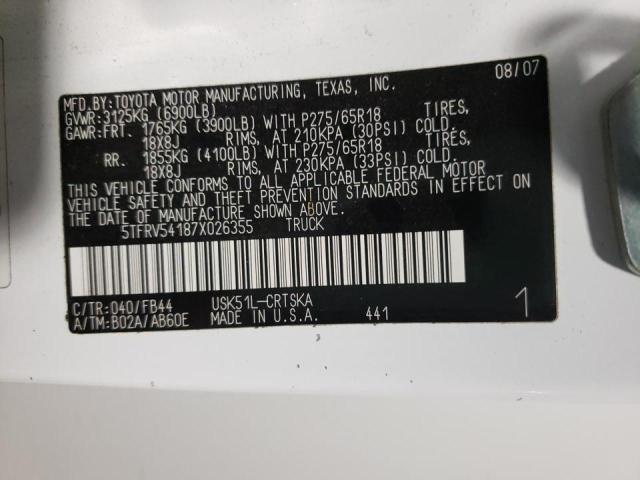 08/07
MFD.BY:TOYOTA MOTOR MANUFACTURING, TEXAS, INC.
GVWR:3125KG (6900LB)
GAWR:FRT. 1765KG (3900LB) WITH P275/65R18 TIRES,
18X8J RIMS, AT 210KPA (30PSI) COLD.
RR. 1855KG (4100LB) WITH P275/65R18 TIRES,
18X8J RIMS, AT 230KPA (33PSI) COLD.
THIS VEHICLE CONFORMS TO ALL APPLICABLE FEDERAL MOTOR
VEHICLE SAFETY AND THEFT PREVENTION STANDARDS IN EFFECT ON
THE DATE OF MANUFACTURE SHOWN ABOVE.
5TFRV54187X026355 TRUCK
C/TR:040/FB44 USK51L-CRTSKA
A/TM:B02A/AB60E MADE IN U.S.A. 441 1